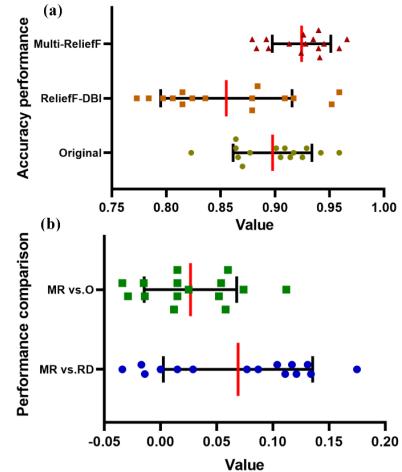 (a)
Accuracy performance
Multi-ReliefF
ReliefF-DBI
Original
0.75 0.80 0.85 0.90 0.95 1.00
Value
(b)
Performance comparison
MR vs.O
MR vs.RD
-0.05 0.00 0.05 0.10 0.15 0.20
Value